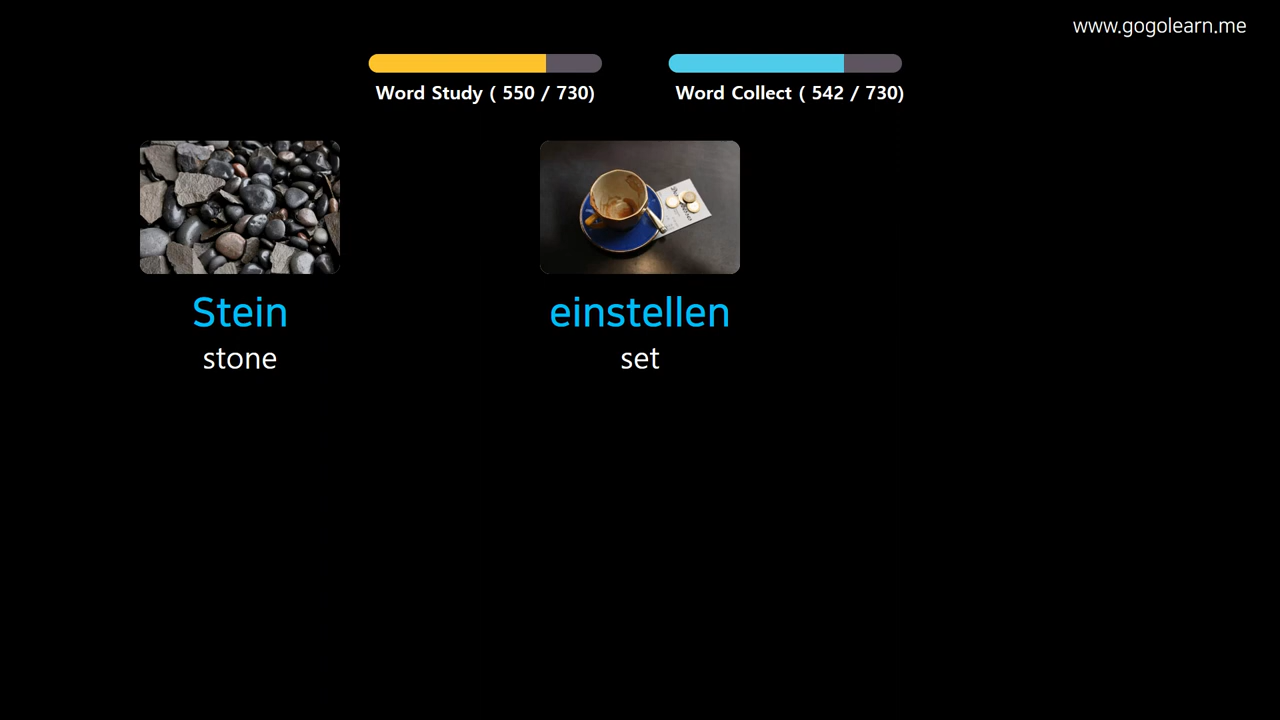 www.gogolearn.me
Word Study ( 550 / 730)
Word Collect ( 542 / 730)
Stein
stone
einstellen
set